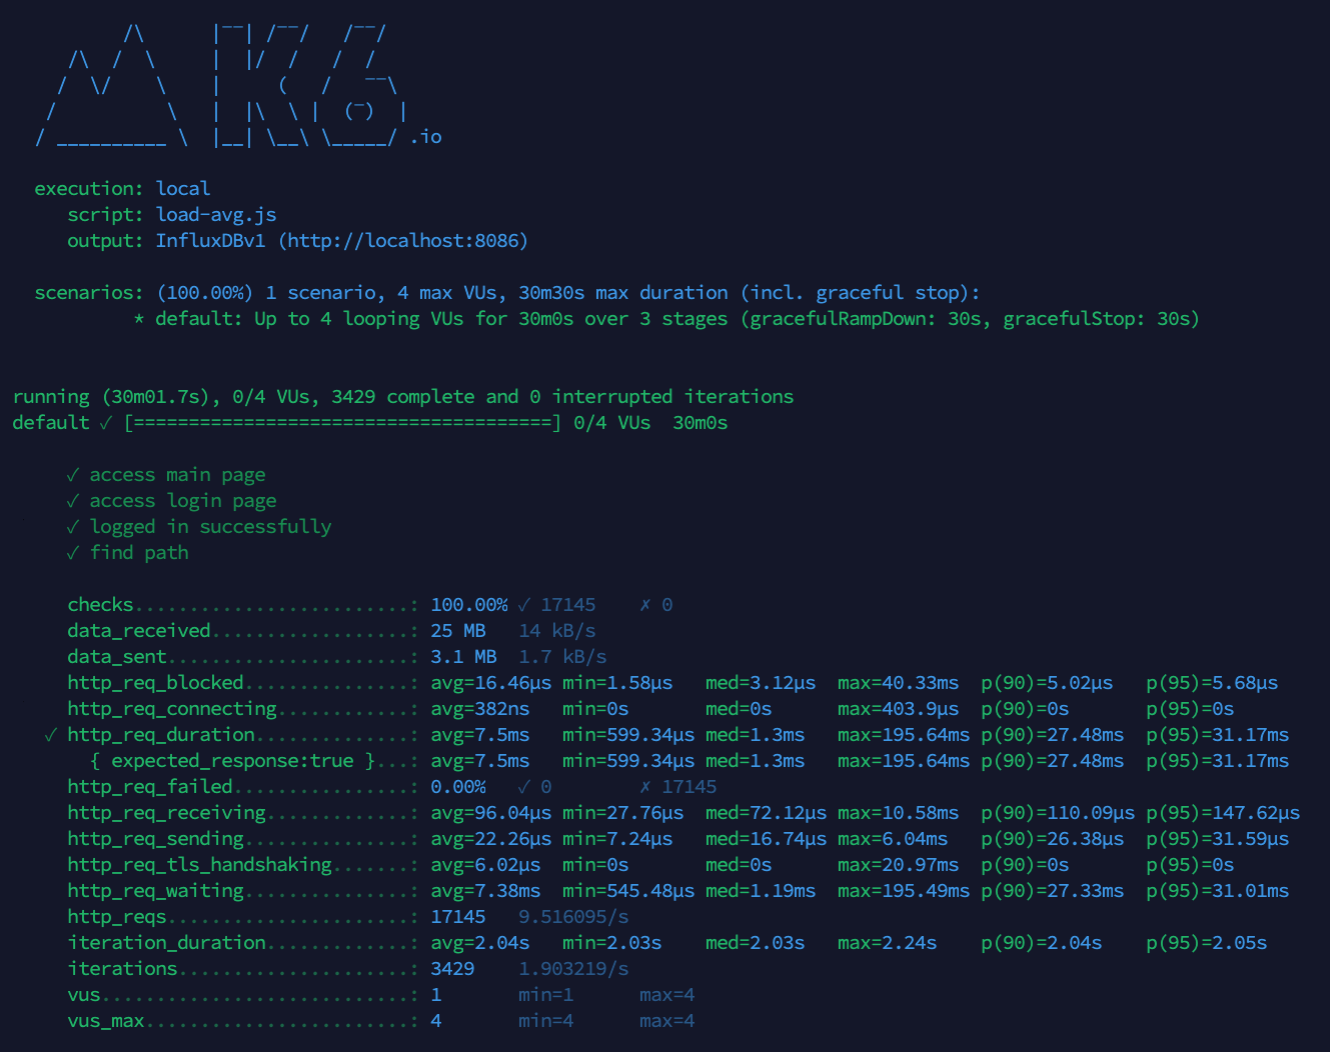 /\      |‾‾| /‾‾/   /‾‾/
     /\  /  \     |  |/  /   /  /
    /  \/    \    |     (   /   ‾‾\
   /          \   |  |\  \ |  (‾)  |
  / __________ \  |__| \__\ \_____/ .io
execution: local
script: load-avg.js
output: InfluxDBv1 (http://localhost:8086)
scenarios: (100.00%) 1 scenario, 4 max VUs, 30m30s max duration (incl. graceful stop):
* default: Up to 4 looping VUs for 30m0s over 3 stages (gracefulRampDown: 30s, gracefulStop: 30s)
running (30m01.7s), 0/4 VUs, 3429 complete and 0 interrupted iterations
default ✓ [======================================] 0/4 VUs  30m0s
✓ access main page
✓ access login page
✓ logged in successfully
✓ find path
checks.........................: 100.00% ✓ 17145    ✗ 0
data_received..................: 25 MB   14 kB/s
data_sent......................: 3.1 MB  1.7 kB/s
http_req_blocked...............: avg=16.46µs min=1.58µs   med=3.12µs  max=40.33ms  p(90)=5.02µs   p(95)=5.68µs
http_req_connecting............: avg=382ns   min=0s       med=0s      max=403.9µs  p(90)=0s       p(95)=0s
✓ http_req_duration..............: avg=7.5ms   min=599.34µs med=1.3ms   max=195.64ms p(90)=27.48ms  p(95)=31.17ms
{ expected_response:true }...: avg=7.5ms   min=599.34µs med=1.3ms   max=195.64ms p(90)=27.48ms  p(95)=31.17ms
http_req_failed................: 0.00%   ✓ 0        ✗ 17145
http_req_receiving.............: avg=96.04µs min=27.76µs  med=72.12µs max=10.58ms  p(90)=110.09µs p(95)=147.62µs
http_req_sending...............: avg=22.26µs min=7.24µs   med=16.74µs max=6.04ms   p(90)=26.38µs  p(95)=31.59µs
http_req_tls_handshaking.......: avg=6.02µs  min=0s       med=0s      max=20.97ms  p(90)=0s       p(95)=0s
http_req_waiting...............: avg=7.38ms  min=545.48µs med=1.19ms  max=195.49ms p(90)=27.33ms  p(95)=31.01ms
http_reqs......................: 17145   9.516095/s
iteration_duration.............: avg=2.04s   min=2.03s    med=2.03s   max=2.24s    p(90)=2.04s    p(95)=2.05s
iterations.....................: 3429    1.903219/s
vus............................: 1       min=1      max=4
vus_max........................: 4       min=4      max=4